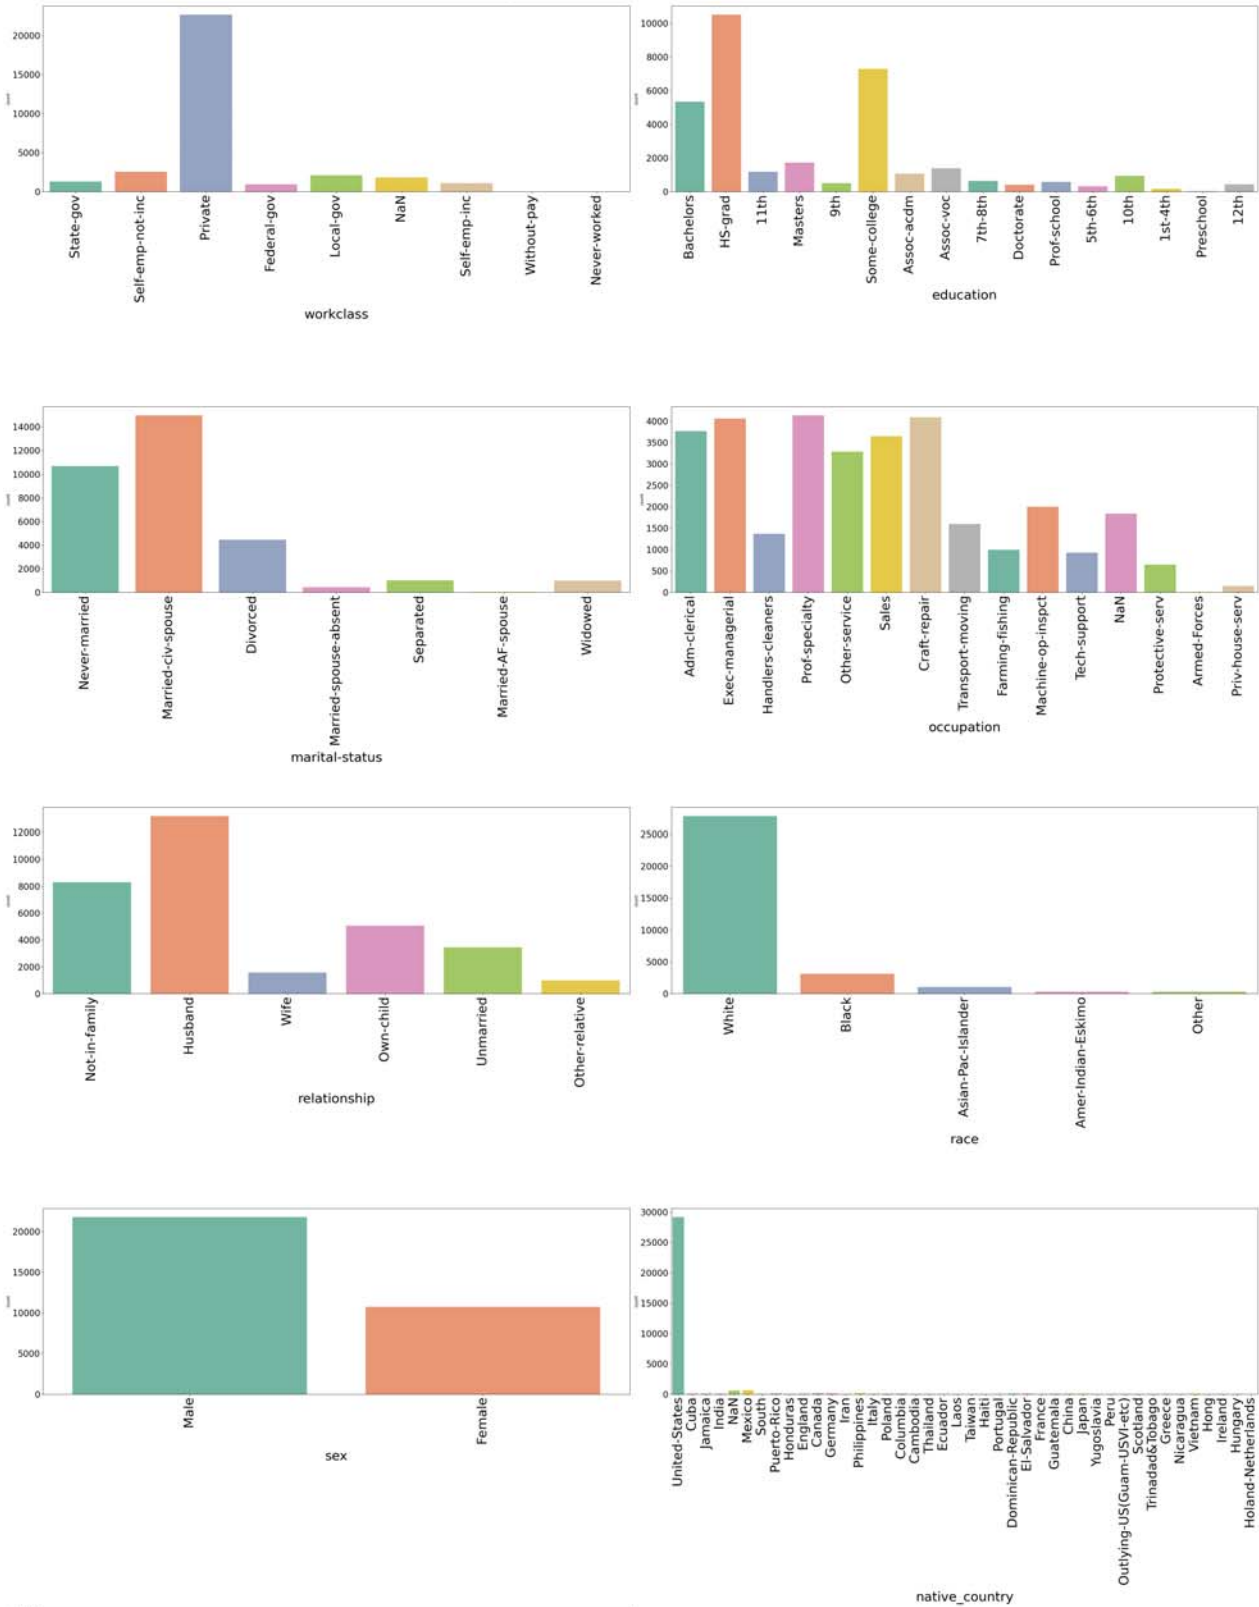 20000
15000
10000
5000
0
count
State-gov
Self-emp-not-inc
Private
Federal-gov
Local-gov
NaN
Self-emp-inc
Without-pay
Never-worked
workclass
10000
8000
6000
4000
2000
0
count
Bachelors
HS-grad
11th
Masters
9th
Some-college
Assoc-acdm
Assoc-voc
7th-8th
Doctorate
Prof-school
5th-6th
10th
1st-4th
Preschool
12th
education
14000
12000
10000
8000
6000
4000
2000
0
count
Never-married
Married-civ-spouse
Divorced
Married-spouse-absent
Separated
Married-AF-spouse
Widowed
marital-status
4000
3500
3000
2500
2000
1500
1000
500
0
count
Adm-clerical
Exec-managerial
Handlers-cleaners
Prof-specialty
Other-service
Sales
Craft-repair
Transport-moving
Farming-fishing
Machine-op-inspct
Tech-support
NaN
Protective-serv
Armed-Forces
Priv-house-serv
occupation
12000
10000
8000
6000
4000
2000
0
count
Not-in-family
Husband
Wife
Own-child
Unmarried
Other-relative
relationship
25000
20000
15000
10000
5000
0
count
White
Black
Asian-Pac-Islander
Amer-Indian-Eskimo
Other
race
20000
15000
10000
5000
0
count
Male
Female
sex
30000
25000
20000
15000
10000
5000
0
count
United-States
Cuba
Jamaica
India
NaN
Mexico
South
Puerto-Rico
Honduras
England
Canada
Germany
Iran
Philippines
Italy
Poland
Columbia
Cambodia
Thailand
Ecuador
Laos
Taiwan
Haiti
Portugal
Dominican-Republic
El-Salvador
France
Guatemala
China
Japan
Yugoslavia
Peru
Outlying-US(Guam-USVI-etc)
Scotland
Trinadad&Tobago
Greece
Nicaragua
Vietnam
Hong
Ireland
Hungary
Holand-Netherlands
native_country